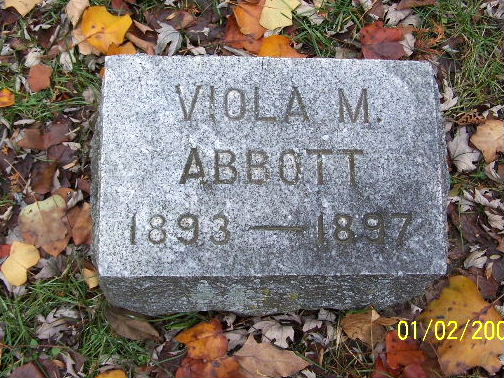 VIOLA M.
ABBOTT
1893 — 1897
01/02/200